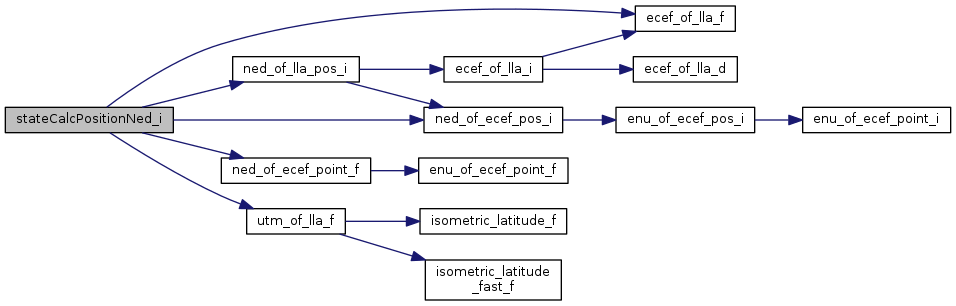 ecef_of_lla_f
ned_of_lla_pos_i
ecef_of_lla_i
ecef_of_lla_d
stateCalcPositionNed_i
ned_of_ecef_pos_i
enu_of_ecef_pos_i
enu_of_ecef_point_i
ned_of_ecef_point_f
enu_of_ecef_point_f
utm_of_lla_f
isometric_latitude_f
isometric_latitude
_fast_f